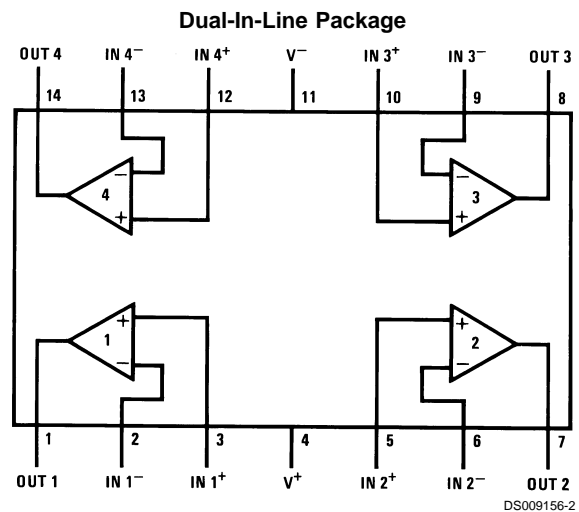 Dual-In-Line Package
OUT 4 IN 4⁻ IN 4⁺ V⁻ IN 3⁺ IN 3⁻ OUT 3
14 13 12 11 10 9 8
− −
4 3
+ +
+ +
1 2
− −
1 2 3 4 5 6 7
OUT 1 IN 1⁻ IN 1⁺ V⁺ IN 2⁺ IN 2⁻ OUT 2
DS009156-2